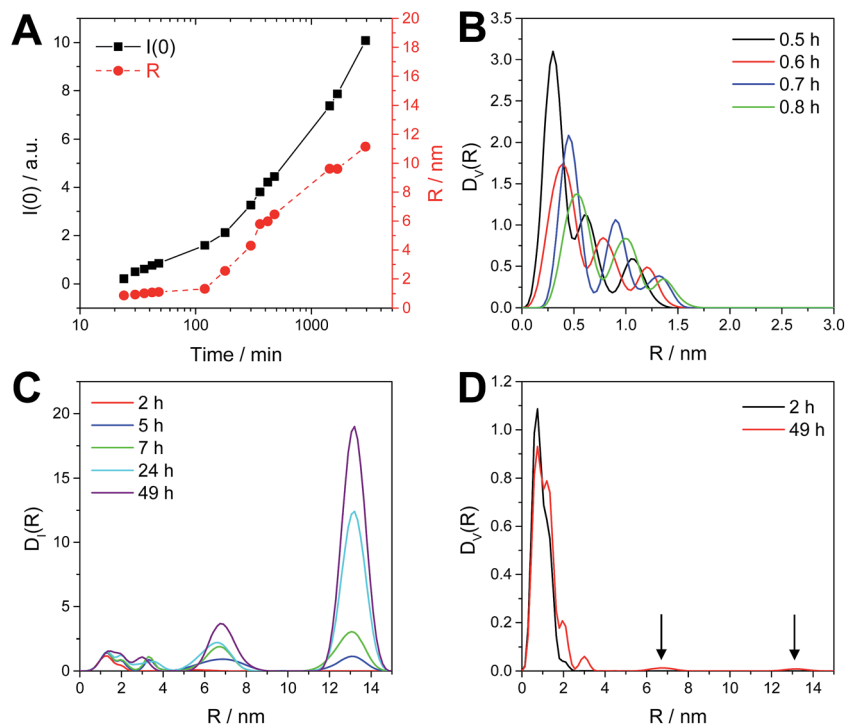 A
I(0)
R
I(0) / a.u.
10
8
6
4
2
0
R / nm
20
18
16
14
12
10
8
6
4
2
0
10 100 1000
Time / min
B
0.5 h
0.6 h
0.7 h
0.8 h
DV(R)
3.5
3.0
2.5
2.0
1.5
1.0
0.5
0.0
0.0 0.5 1.0 1.5 2.0 2.5 3.0
R / nm
C
2 h
5 h
7 h
24 h
49 h
DI(R)
20
15
10
5
0
0 2 4 6 8 10 12 14
R / nm
D
2 h
49 h
DV(R)
1.2
1.0
0.8
0.6
0.4
0.2
0.0
0 2 4 6 8 10 12 14
R / nm